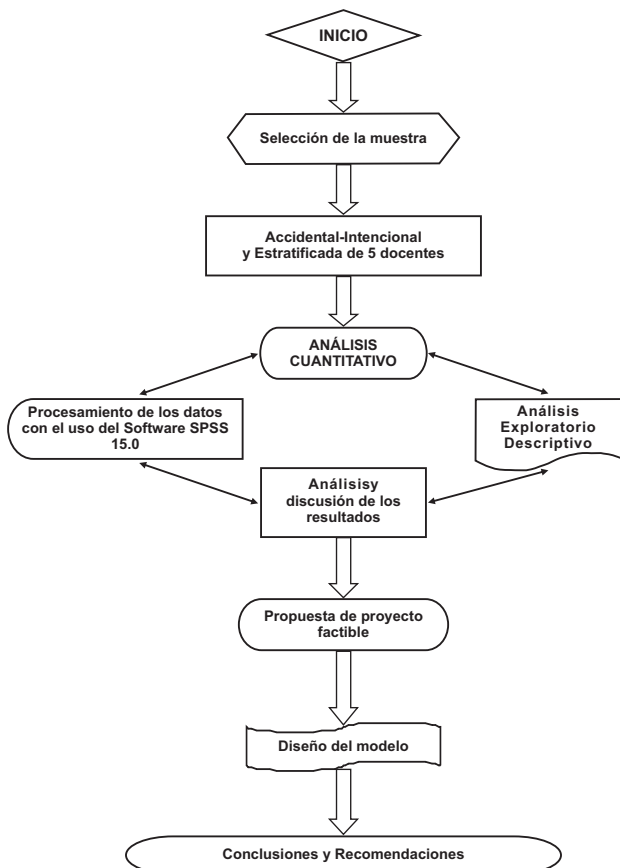 INICIO
Selección de la muestra
Accidental-Intencional
y Estratificada de 5 docentes
ANÁLISIS
CUANTITATIVO
Procesamiento de los datos
con el uso del Software SPSS
15.0
Análisis
Exploratorio
Descriptivo
Análisisy
discusión de los
resultados
Propuesta de proyecto
factible
Diseño del modelo
Conclusiones y Recomendaciones